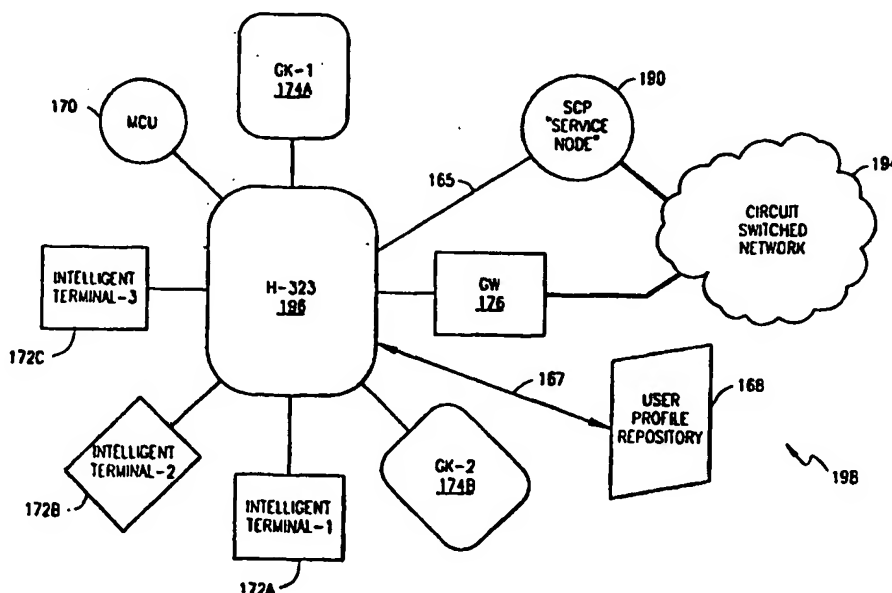 GK-1
174A
170
MCU
190
SCP
"SERVICE
NODE"
194
165
CIRCUIT
SWITCHED
NETWORK
INTELLIGENT
TERMINAL-3
H-323
196
GW
176
172C
167
168
USER
PROFILE
REPOSITORY
INTELLIGENT
TERMINAL-2
GK-2
174B
198
172B
INTELLIGENT
TERMINAL-1
172A